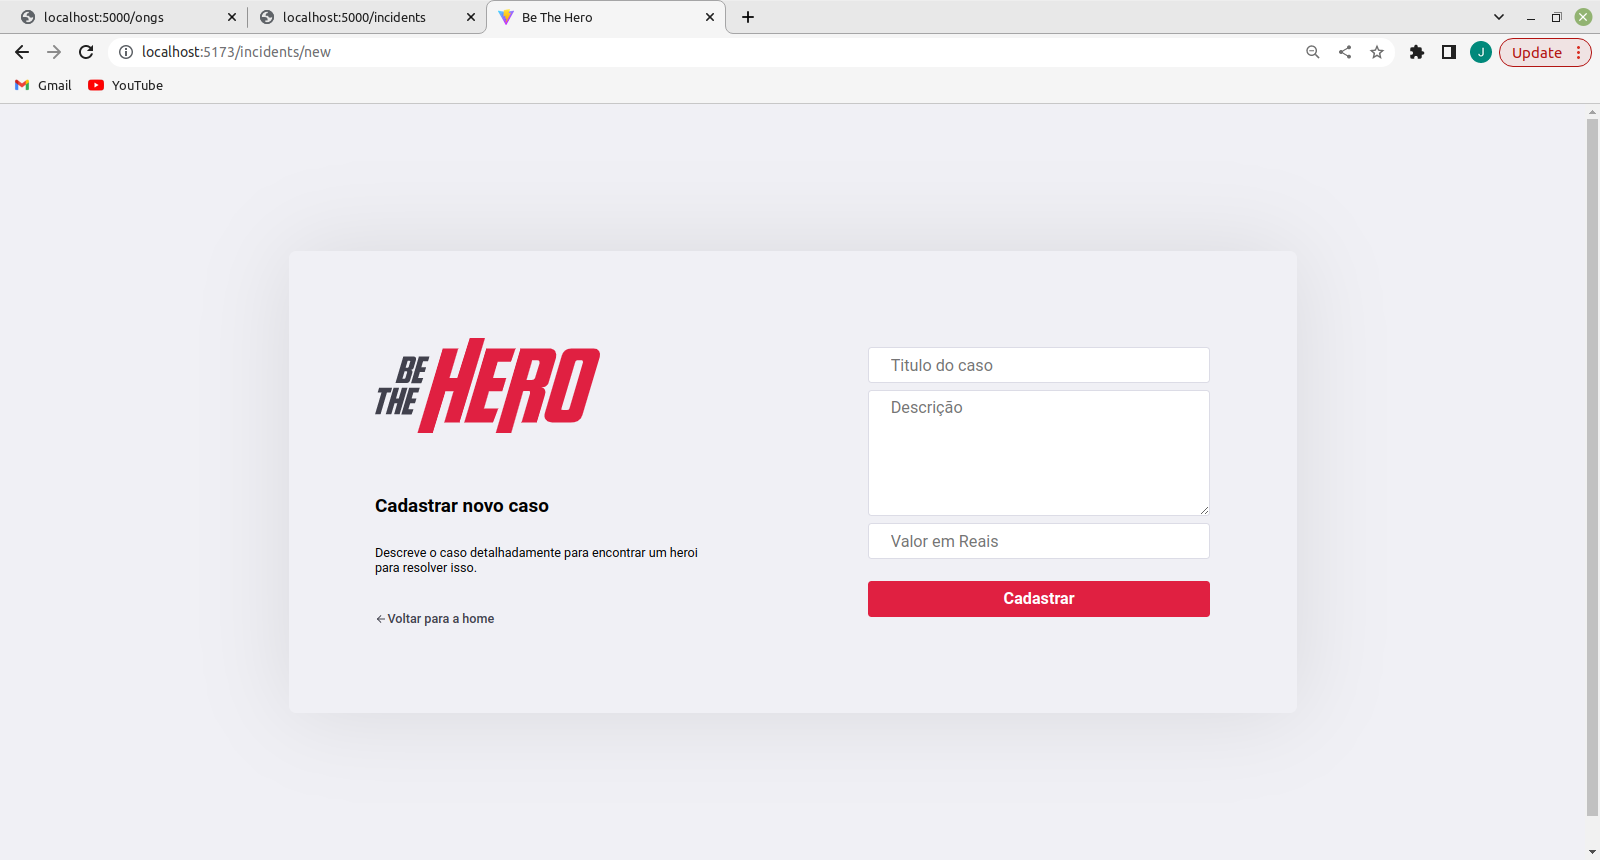 localhost:5000/ongs
localhost:5000/incidents
Be The Hero
localhost:5173/incidents/new
J
Update
Gmail
YouTube
BE
THE
HERO
Cadastrar novo caso
Descreve o caso detalhadamente para encontrar um heroi
para resolver isso.
Voltar para a home
Titulo do caso
Descrição
Valor em Reais
Cadastrar